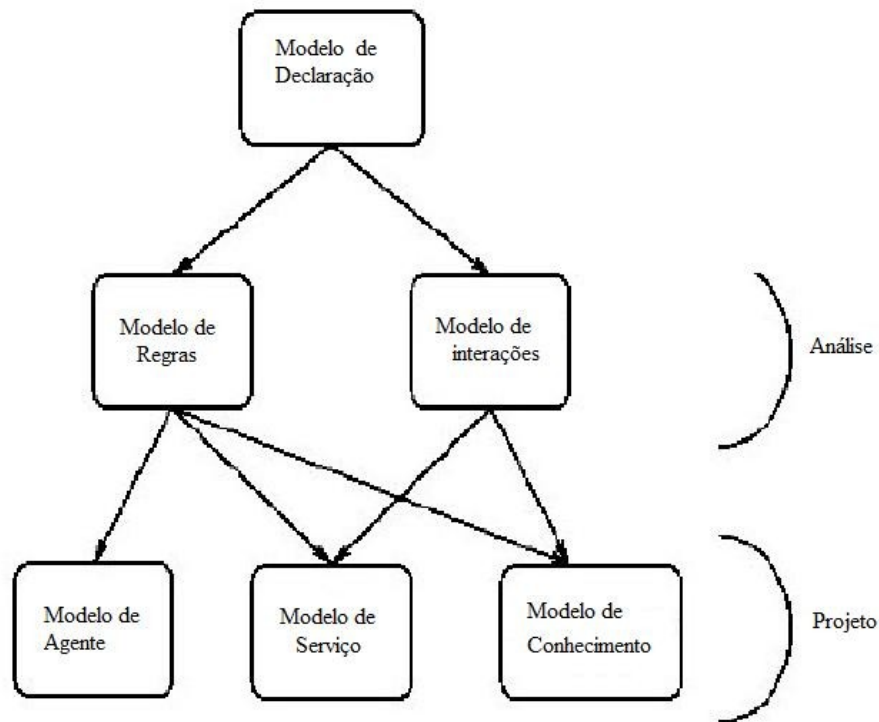 Modelo de
Declaração
Modelo de
Regras
Modelo de
interações
Análise
Modelo de
Agente
Modelo de
Serviço
Modelo de
Conhecimento
Projeto